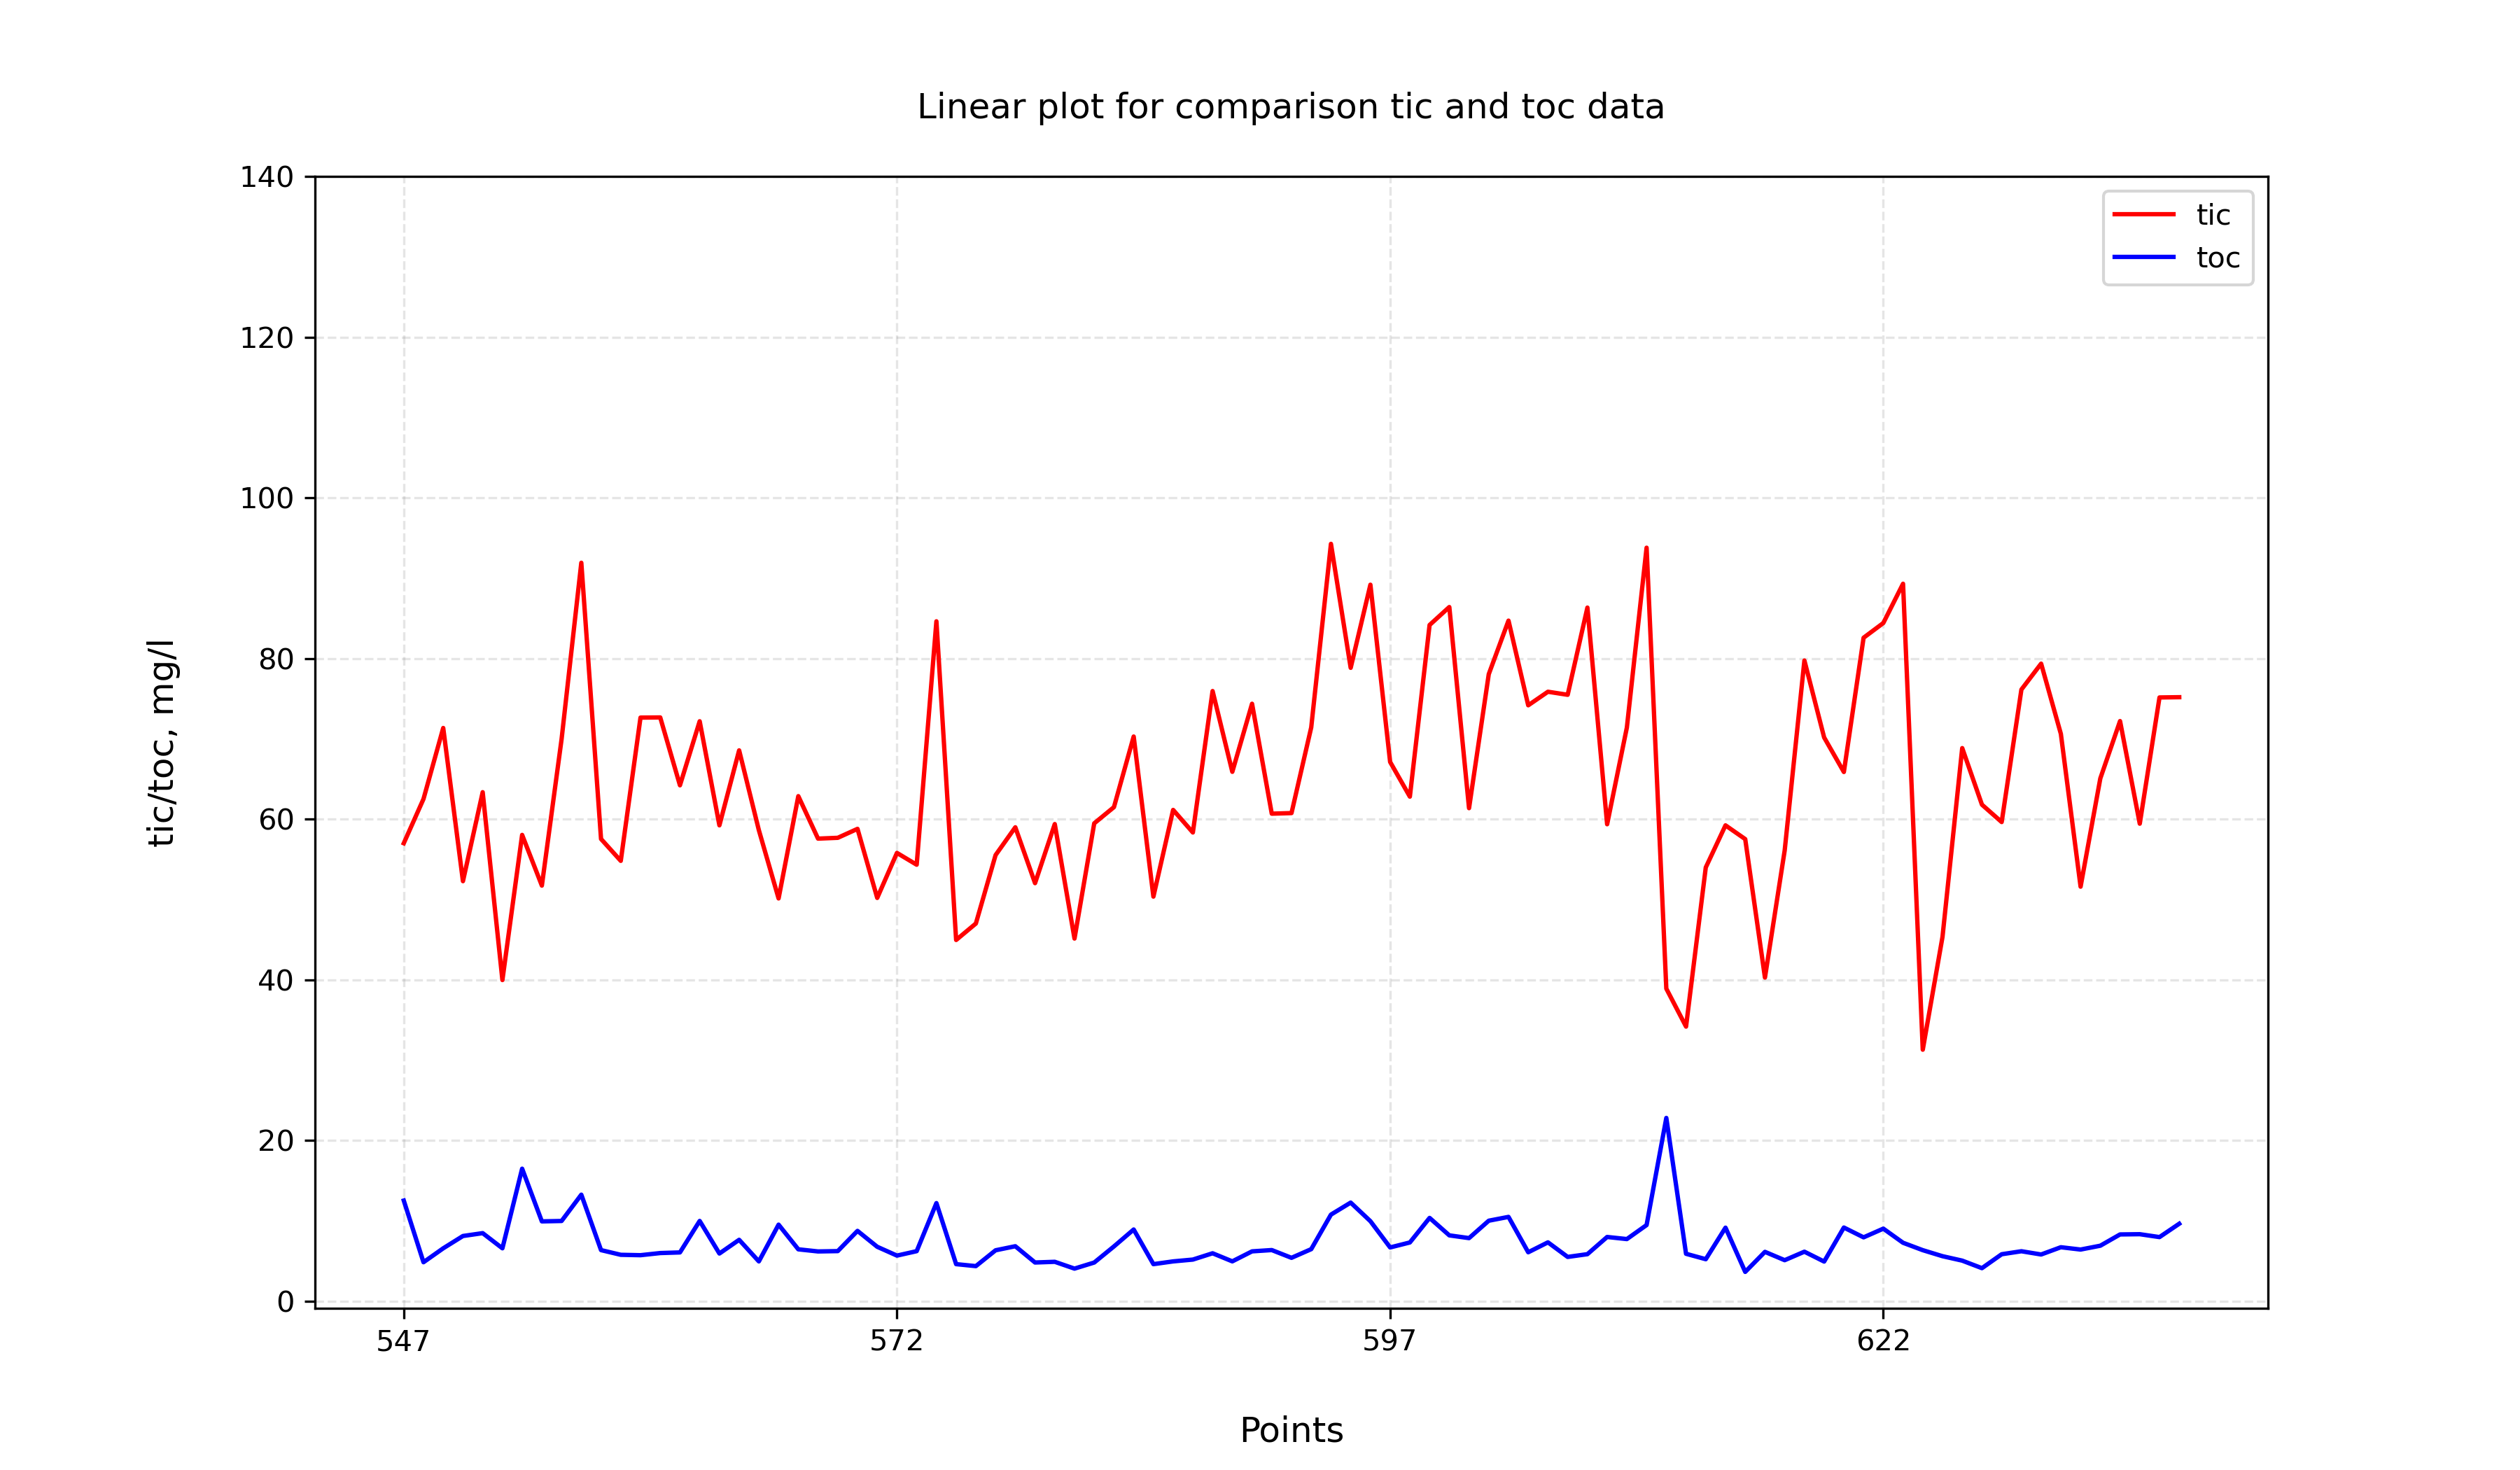 Linear plot for comparison tic and toc data
tic
toc
140
120
100
80
60
40
20
0
tic/toc, mg/l
547 572 597 622
Points